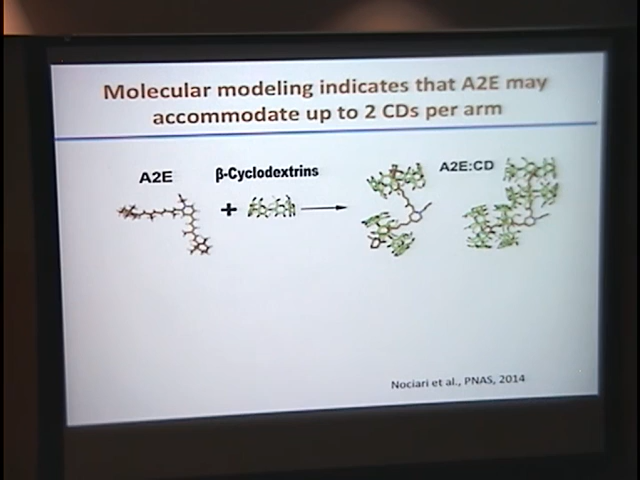 Molecular modeling indicates that A2E may
accommodate up to 2 CDs per arm
A2E
β-Cyclodextrins
A2E:CD
+
Nociari et al., PNAS, 2014